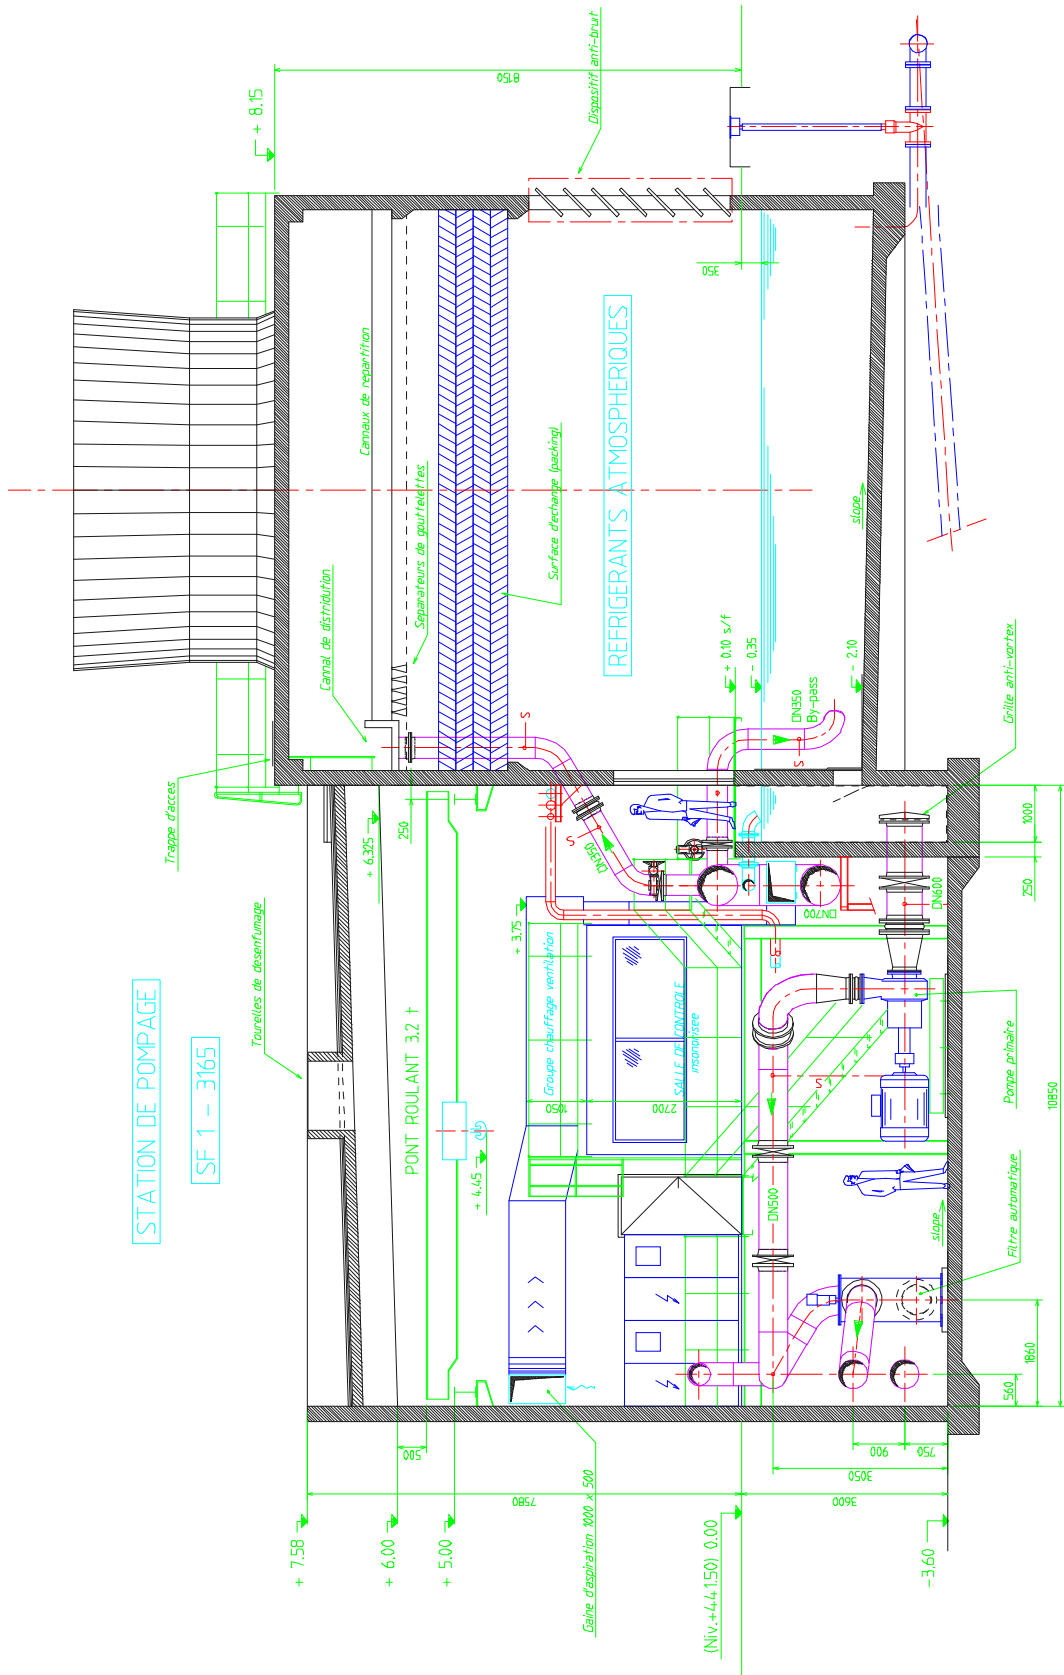 STATION DE POMPAGE
SF 1 - 3165
Tourelles de desenfumage
Trappe d'acces
+ 8.15
8150
Dispositif anti-bruit
Cannaux de repartition
Separateurs de gouttelettes
Cannal de distridution
Surface d'echange (packing)
REFRIGERANTS ATMOSPHERIQUES
350
slope
+ 0.10 s/f
- 0.35
- 2.10
DN350
By-pass
S
S
S
S
Grille anti-vortex
+ 6.325
250
PONT ROULANT 3.2 t
+ 4.45
+ 3.75
Groupe chauffage ventilation
1050
SALLE DE CONTROLE
insonorisee
2700
DN350
DN700
DN600
DN500
Pompe primaire
Filtre automatique
slope
1000
250
10850
1860
560
500
7580
3600
3050
900
750
Gaine d'aspiration 1000 x 500
+ 7.58
+ 6.00
+ 5.00
(Niv.+441.50) 0.00
-3.60